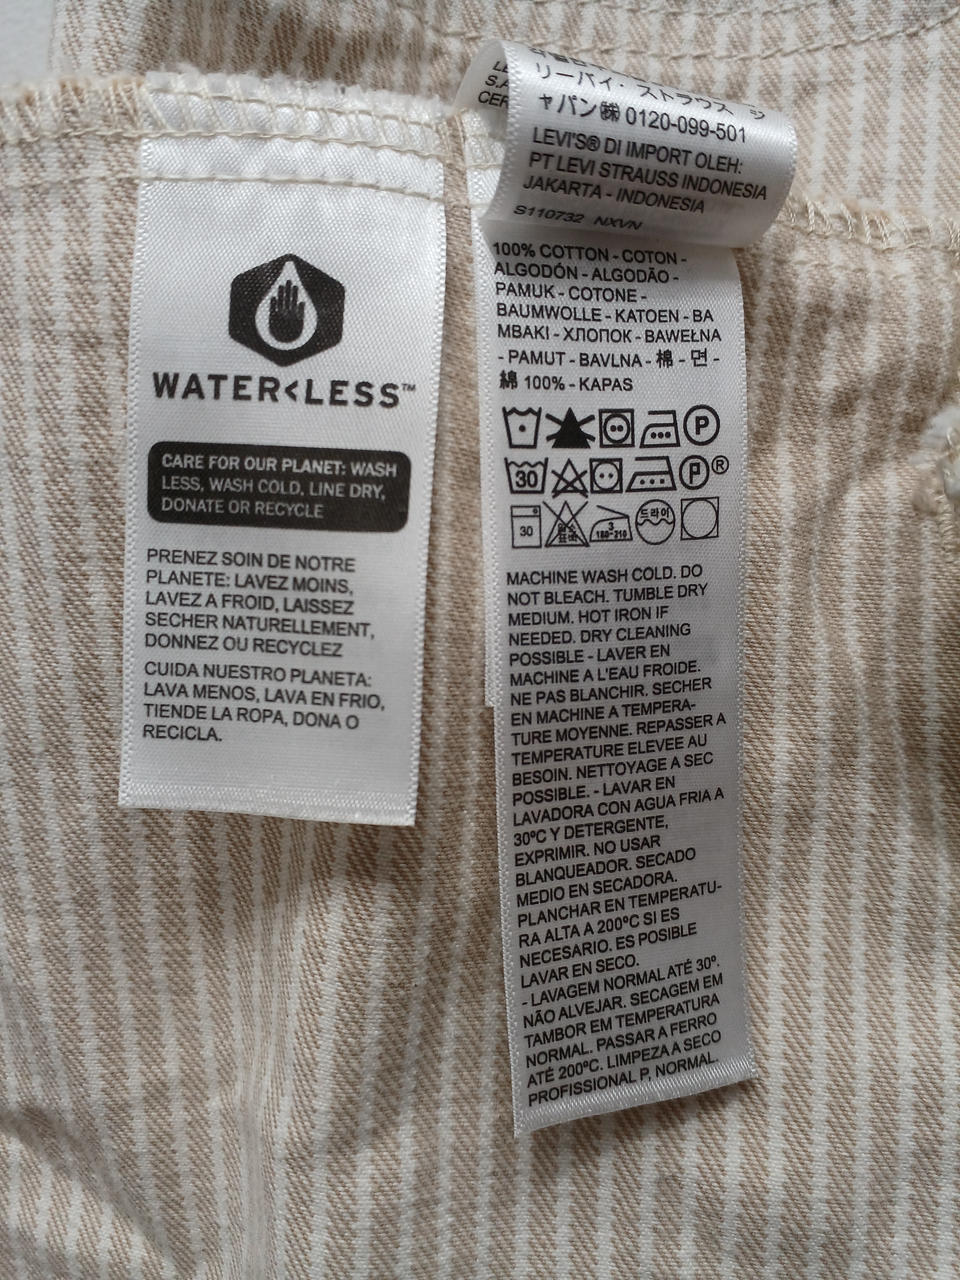 WATER<LESS™
CARE FOR OUR PLANET: WASH
LESS, WASH COLD, LINE DRY,
DONATE OR RECYCLE
PRENEZ SOIN DE NOTRE
PLANETE: LAVEZ MOINS,
LAVEZ A FROID, LAISSEZ
SECHER NATURELLEMENT,
DONNEZ OU RECYCLEZ
CUIDA NUESTRO PLANETA:
LAVA MENOS, LAVA EN FRIO,
TIENDE LA ROPA, DONA O
RECICLA.
リーバイ・ストラウス
ャパン㈱ 0120-099-501
LEVI'S® DI IMPORT OLEH:
PT LEVI STRAUSS INDONESIA
JAKARTA - INDONESIA
S110732 NXVN
100% COTTON - COTON -
ALGODÓN - ALGODÃO -
PAMUK - COTONE -
BAUMWOLLE - KATOEN - BA
MBAKI - ХЛОПОК - BAWEŁNA
- PAMUT - BAVLNA - 棉 - 면 -
綿 100% - KAPAS
P
30 P®
30 3 180-210 드라이
MACHINE WASH COLD. DO
NOT BLEACH. TUMBLE DRY
MEDIUM. HOT IRON IF
NEEDED. DRY CLEANING
POSSIBLE - LAVER EN
MACHINE A L'EAU FROIDE.
NE PAS BLANCHIR. SECHER
EN MACHINE A TEMPERA-
TURE MOYENNE. REPASSER A
TEMPERATURE ELEVEE AU
BESOIN. NETTOYAGE A SEC
POSSIBLE. - LAVAR EN
LAVADORA CON AGUA FRIA A
30ºC Y DETERGENTE,
EXPRIMIR. NO USAR
BLANQUEADOR. SECADO
MEDIO EN SECADORA.
PLANCHAR EN TEMPERATU-
RA ALTA A 200ºC SI ES
NECESARIO. ES POSIBLE
LAVAR EN SECO.
- LAVAGEM NORMAL ATÉ 30º.
NÃO ALVEJAR. SECAGEM EM
TAMBOR EM TEMPERATURA
NORMAL. PASSAR A FERRO
ATÉ 200ºC. LIMPEZA A SECO
PROFISSIONAL P, NORMAL.